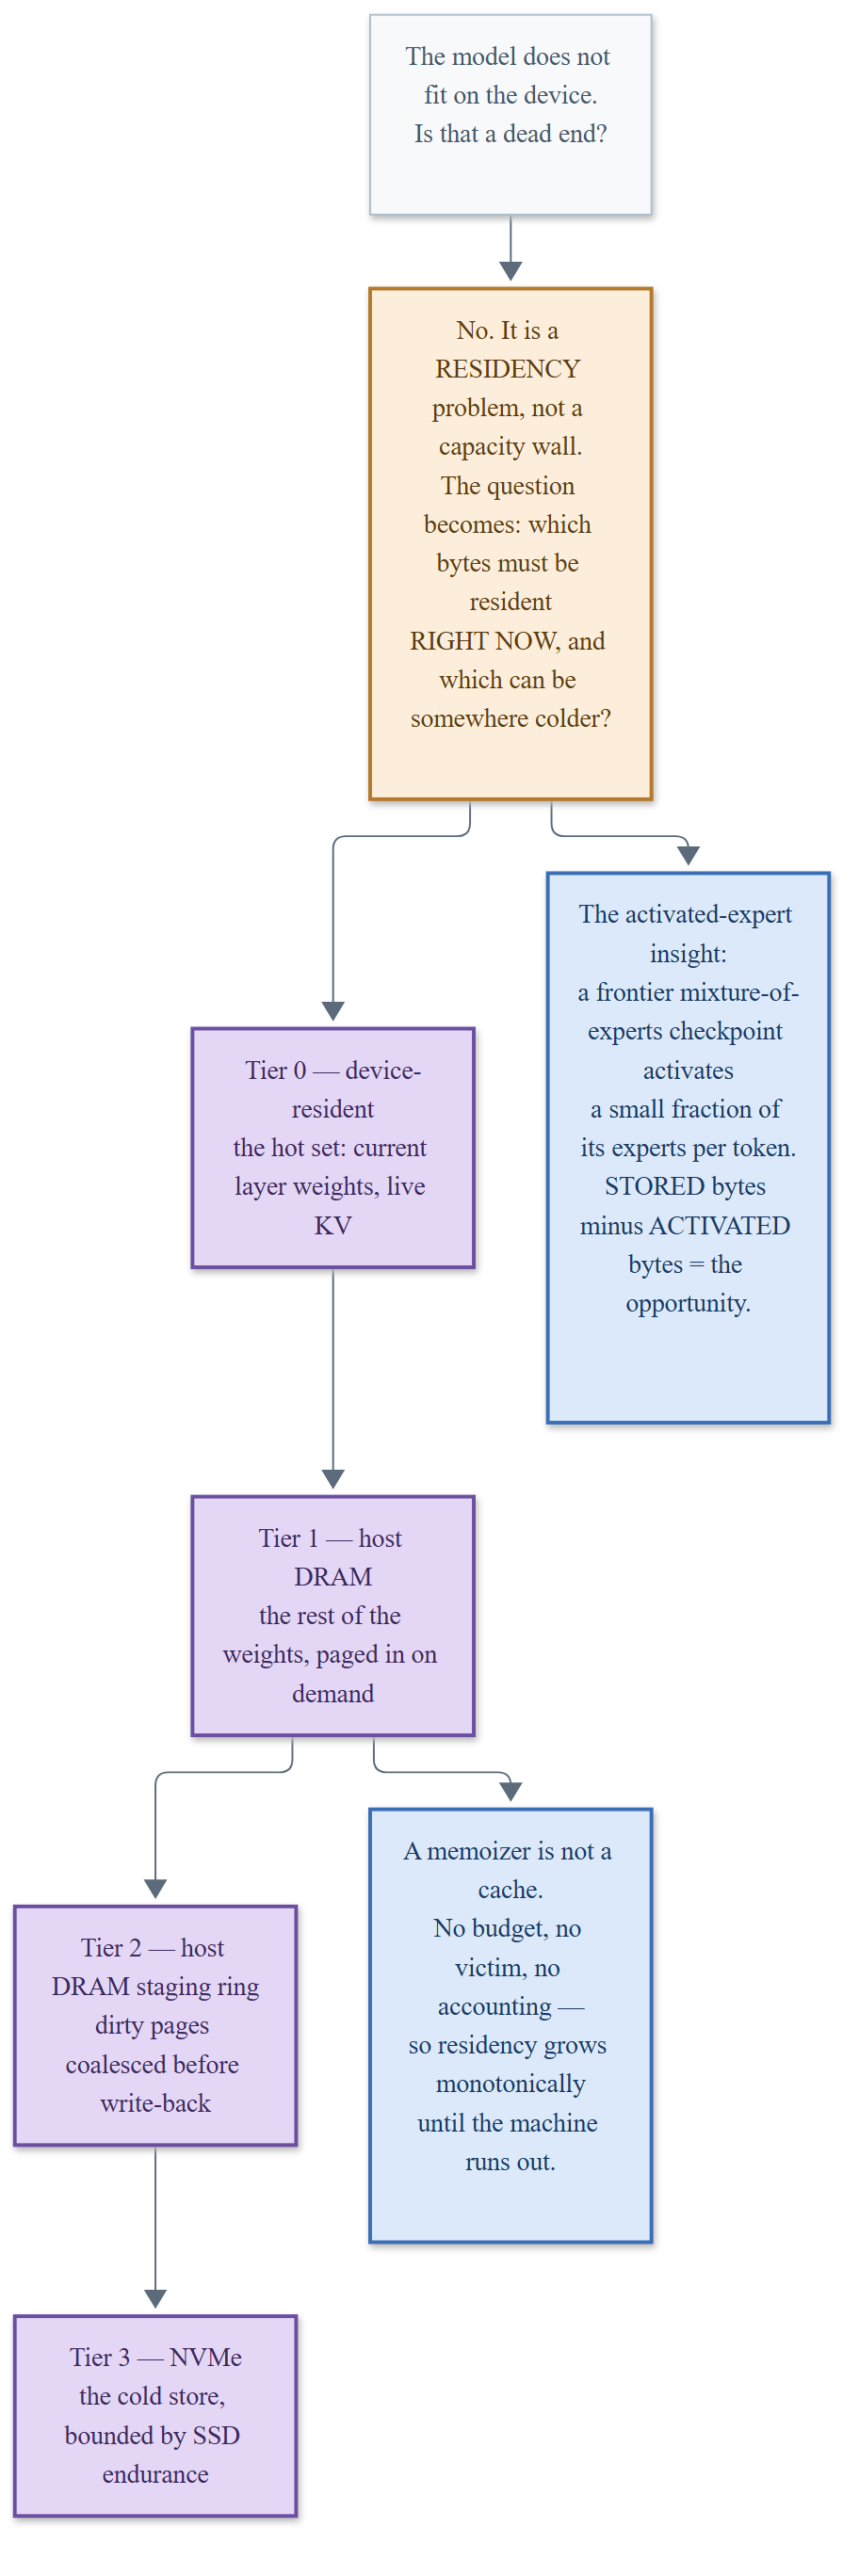 The model does not
fit on the device.
Is that a dead end?
No. It is a
RESIDENCY
problem, not a
capacity wall.
The question
becomes: which
bytes must be
resident
RIGHT NOW, and
which can be
somewhere colder?
The activated-expert
insight:
a frontier mixture-of-
experts checkpoint
activates
a small fraction of
its experts per token.
STORED bytes
minus ACTIVATED
bytes = the
opportunity.
Tier 0 — device-
resident
the hot set: current
layer weights, live
KV
Tier 1 — host
DRAM
the rest of the
weights, paged in on
demand
A memoizer is not a
cache.
No budget, no
victim, no
accounting —
so residency grows
monotonically
until the machine
runs out.
Tier 2 — host
DRAM staging ring
dirty pages
coalesced before
write-back
Tier 3 — NVMe
the cold store,
bounded by SSD
endurance